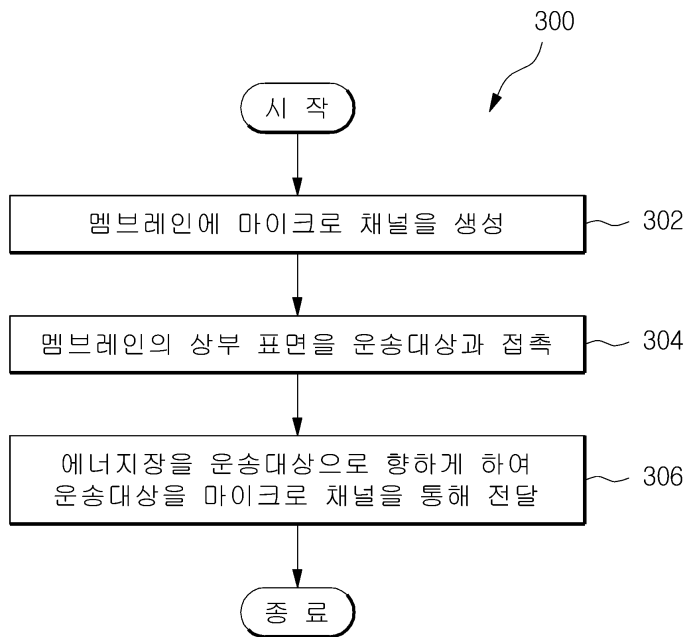 300
시 작
멤브레인에 마이크로 채널을 생성
302
멤브레인의 상부 표면을 운송대상과 접촉
304
에너지장을 운송대상으로 향하게 하여
운송대상을 마이크로 채널을 통해 전달
306
종 료